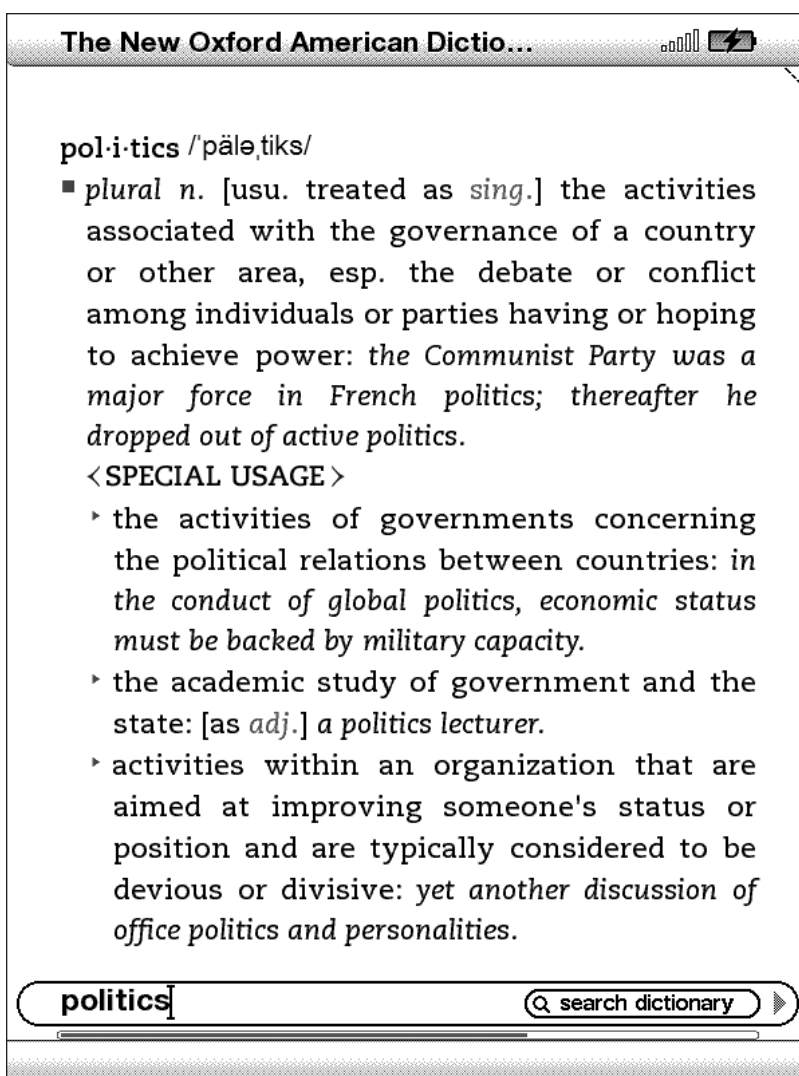 The New Oxford American Dictio...
pol·i·tics /ˈpäləˌtiks/
■ plural n. [usu. treated as sing.] the activities
associated with the governance of a country
or other area, esp. the debate or conflict
among individuals or parties having or hoping
to achieve power: the Communist Party was a
major force in French politics; thereafter he
dropped out of active politics.
<SPECIAL USAGE>
‣ the activities of governments concerning
the political relations between countries: in
the conduct of global politics, economic status
must be backed by military capacity.
‣ the academic study of government and the
state: [as adj.] a politics lecturer.
‣ activities within an organization that are
aimed at improving someone's status or
position and are typically considered to be
devious or divisive: yet another discussion of
office politics and personalities.
politics search dictionary